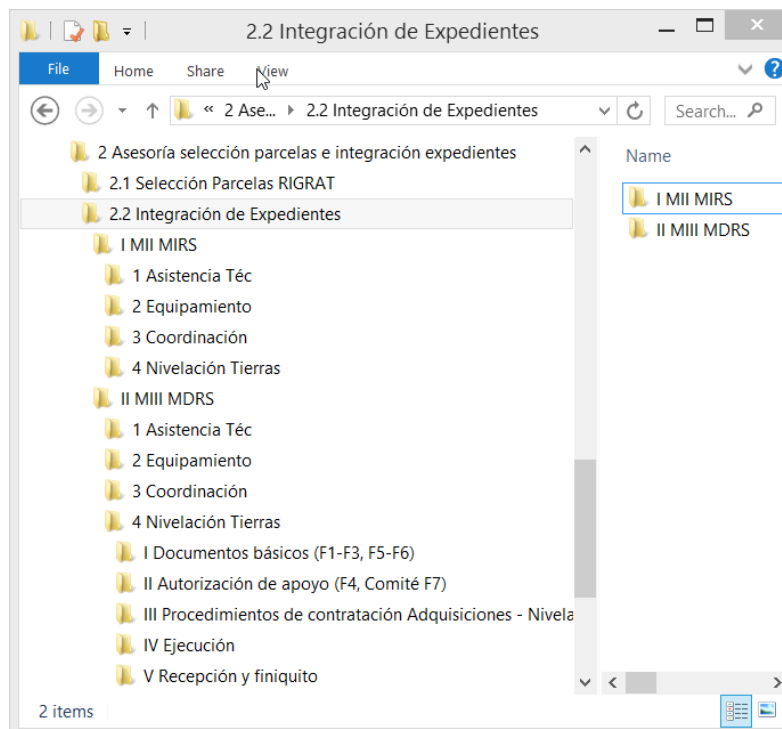 2.2 Integración de Expedientes
File Home Share View
« 2 Ase... 2.2 Integración de Expedientes Search...
2 Asesoría selección parcelas e integración expedientes
2.1 Selección Parcelas RIGRAT
2.2 Integración de Expedientes
I MII MIRS
1 Asistencia Téc
2 Equipamiento
3 Coordinación
4 Nivelación Tierras
II MIII MDRS
1 Asistencia Téc
2 Equipamiento
3 Coordinación
4 Nivelación Tierras
I Documentos básicos (F1-F3, F5-F6)
II Autorización de apoyo (F4, Comité F7)
III Procedimientos de contratación Adquisiciones - Nivela
IV Ejecución
V Recepción y finiquito
Name
I MII MIRS
II MIII MDRS
2 items